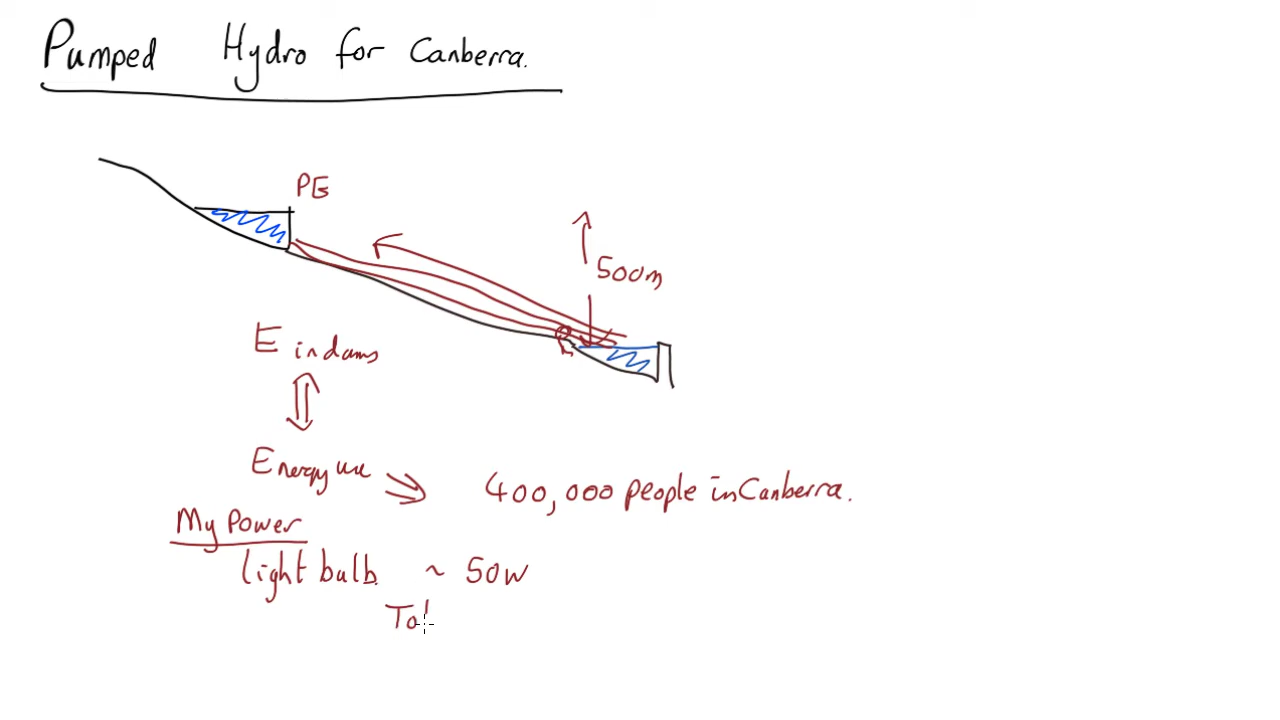 Pumped Hydro for Canberra.
PE
500m
E in dams
Energy use
400,000 people in Canberra.
My Power
light bulb ~ 50W